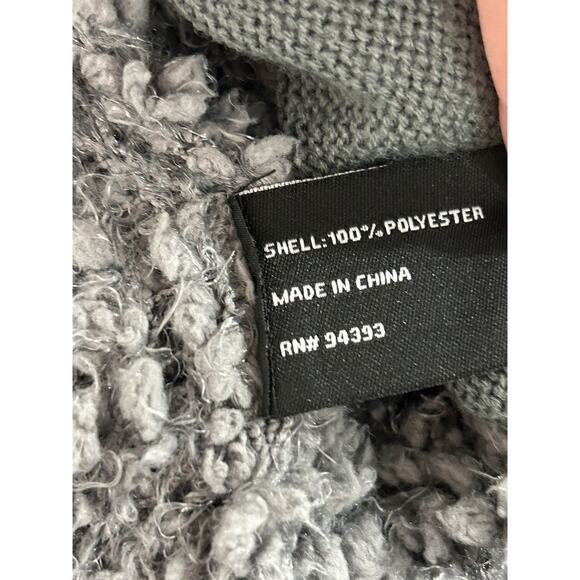 SHELL: 100% POLYESTER
MADE IN CHINA
RN# 94393